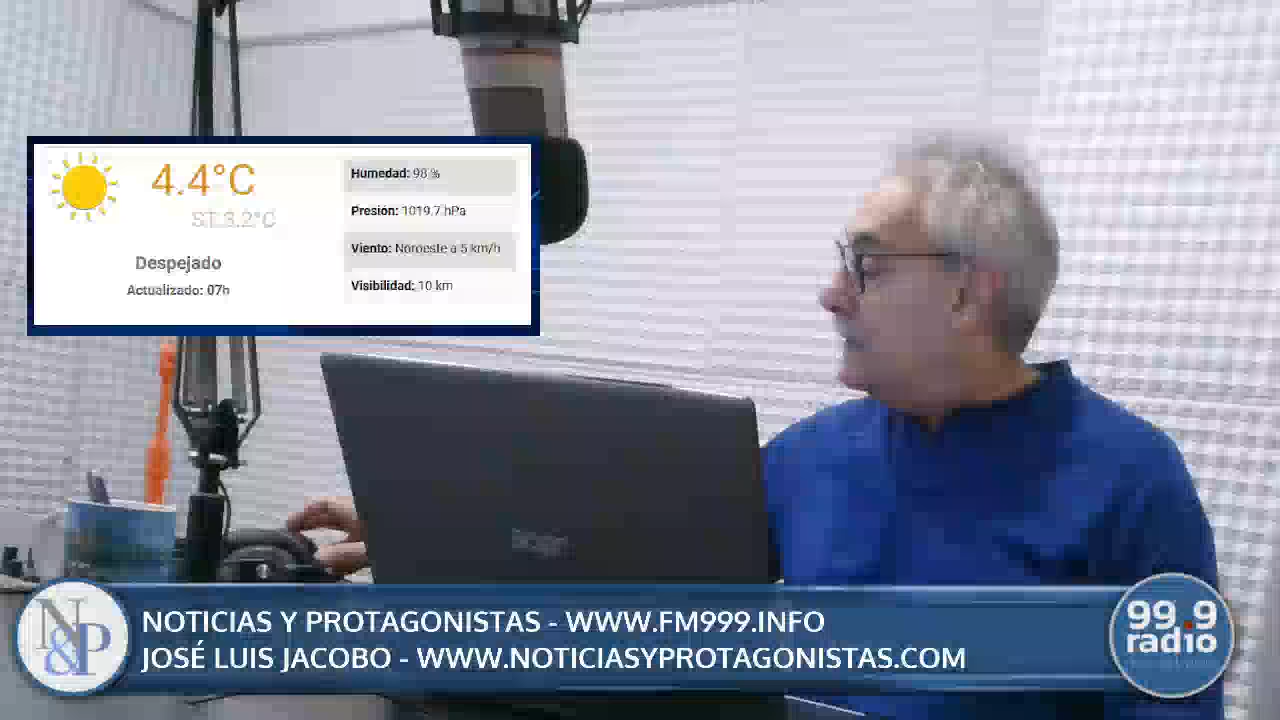 4.4°C
ST.3.2°C
Despejado
Actualizado: 07h
Humedad: 98 %
Presión: 1019.7 hPa
Viento: Noroeste a 5 km/h
Visibilidad: 10 km
N&P
NOTICIAS Y PROTAGONISTAS - WWW.FM999.INFO
JOSÉ LUIS JACOBO - WWW.NOTICIASYPROTAGONISTAS.COM
99.9
radio